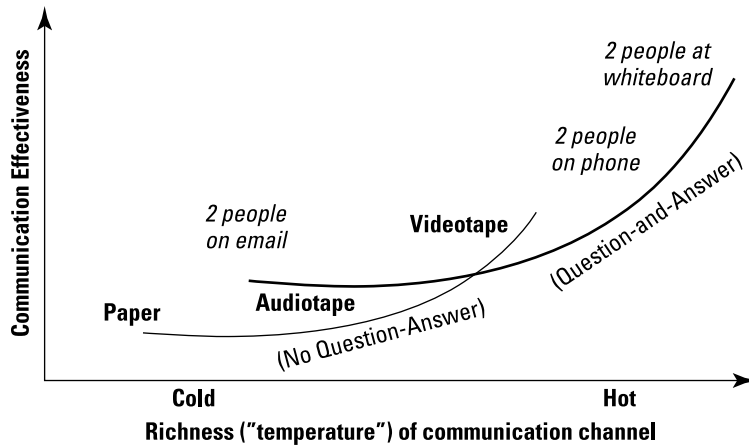 Communication Effectiveness
2 people at
whiteboard
2 people
on phone
2 people
on email
Videotape
(Question-and-Answer)
Audiotape
Paper
(No Question-Answer)
Cold
Hot
Richness ("temperature") of communication channel